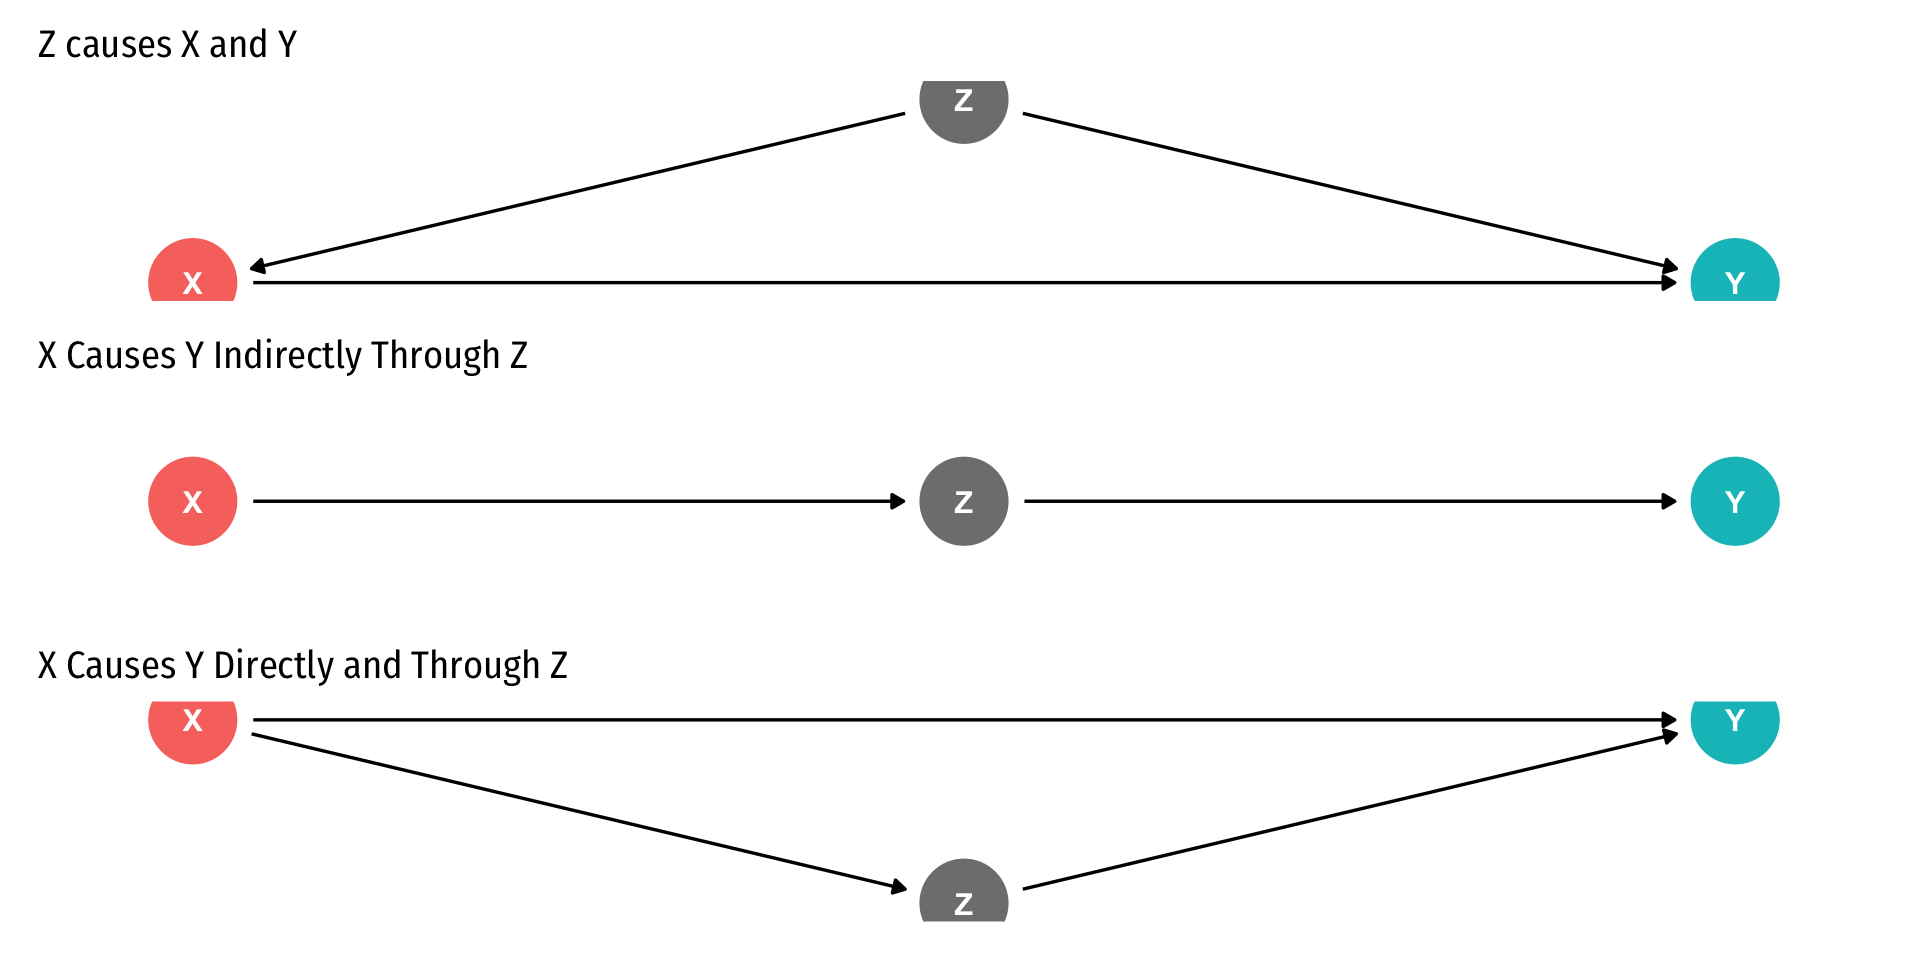 Z causes X and Y
Z
X
Y
X Causes Y Indirectly Through Z
X
Z
Y
X Causes Y Directly and Through Z
X
Y
Z